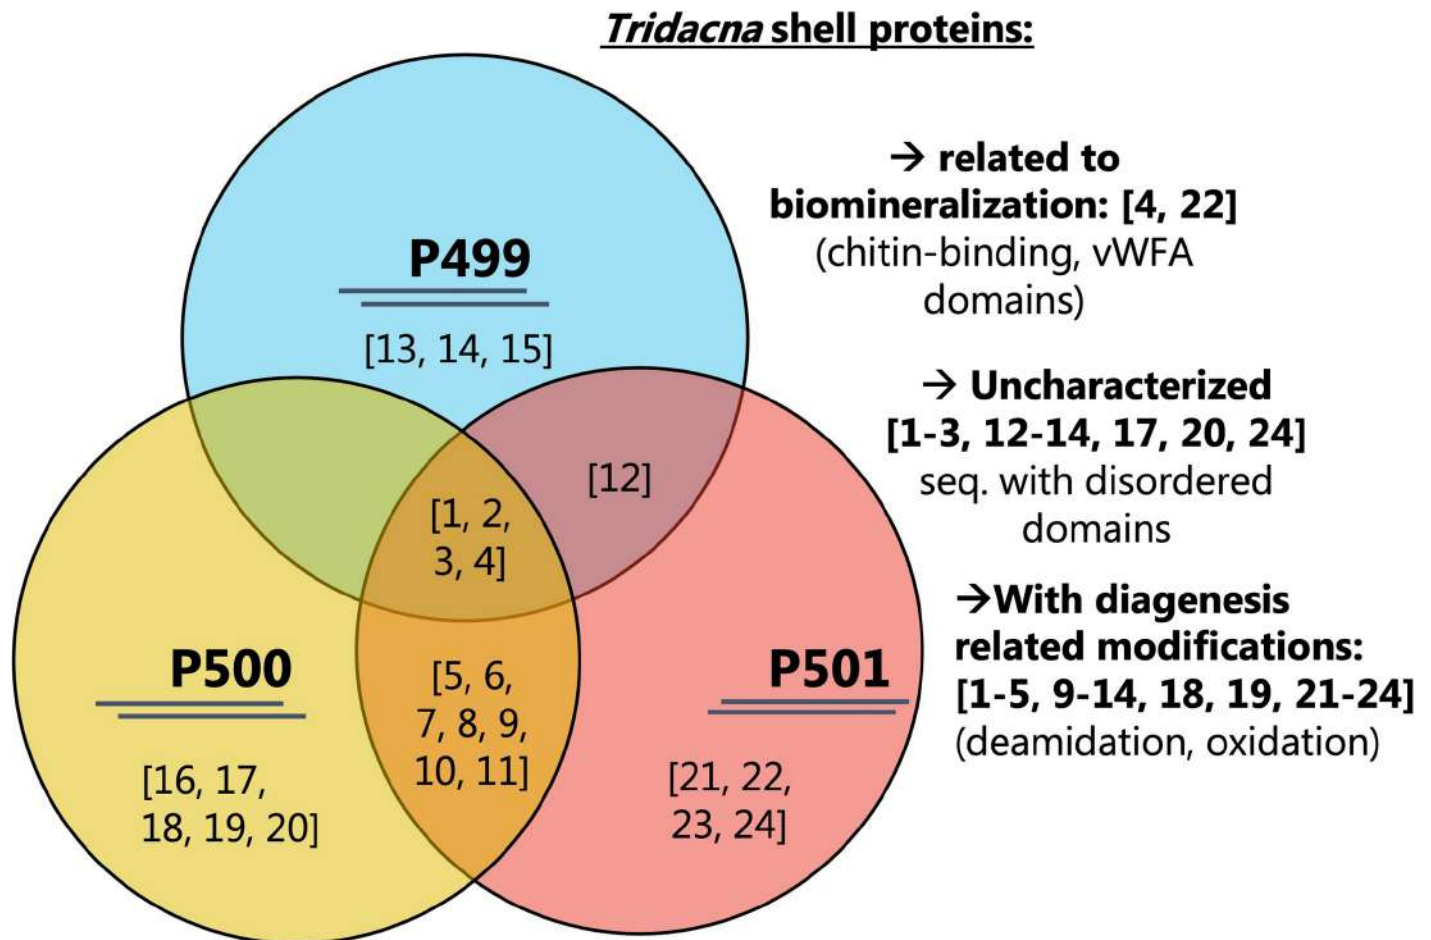 Tridacna shell proteins:
→ related to
biomineralization: [4, 22]
(chitin-binding, vWFA
domains)
P499
[13, 14, 15]
→ Uncharacterized
[1-3, 12-14, 17, 20, 24]
seq. with disordered
domains
[12]
[1, 2,
3, 4]
→With diagenesis
related modifications:
[1-5, 9-14, 18, 19, 21-24]
(deamidation, oxidation)
P500
[16, 17,
18, 19, 20]
[5, 6,
7, 8, 9,
10, 11]
P501
[21, 22,
23, 24]